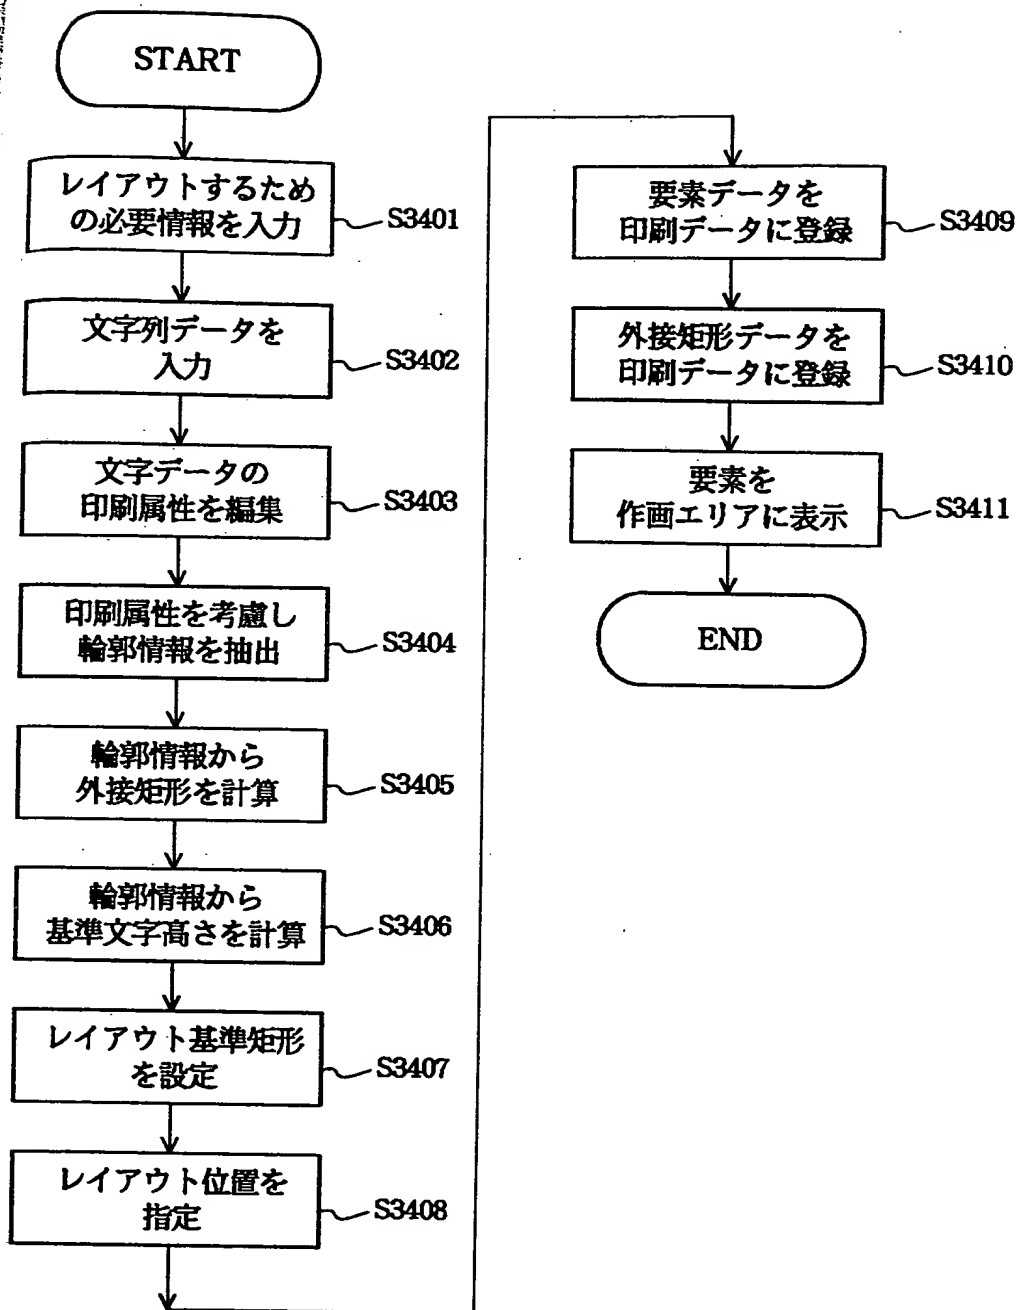 START
レイアウトするため
の必要情報を入力
S3401
文字列データを
入力
S3402
文字データの
印刷属性を編集
S3403
印刷属性を考慮し
輪郭情報を抽出
S3404
輪郭情報から
外接矩形を計算
S3405
輪郭情報から
基準文字高さを計算
S3406
レイアウト基準矩形
を設定
S3407
レイアウト位置を
指定
S3408
要素データを
印刷データに登録
S3409
外接矩形データを
印刷データに登録
S3410
要素を
作画エリアに表示
S3411
END